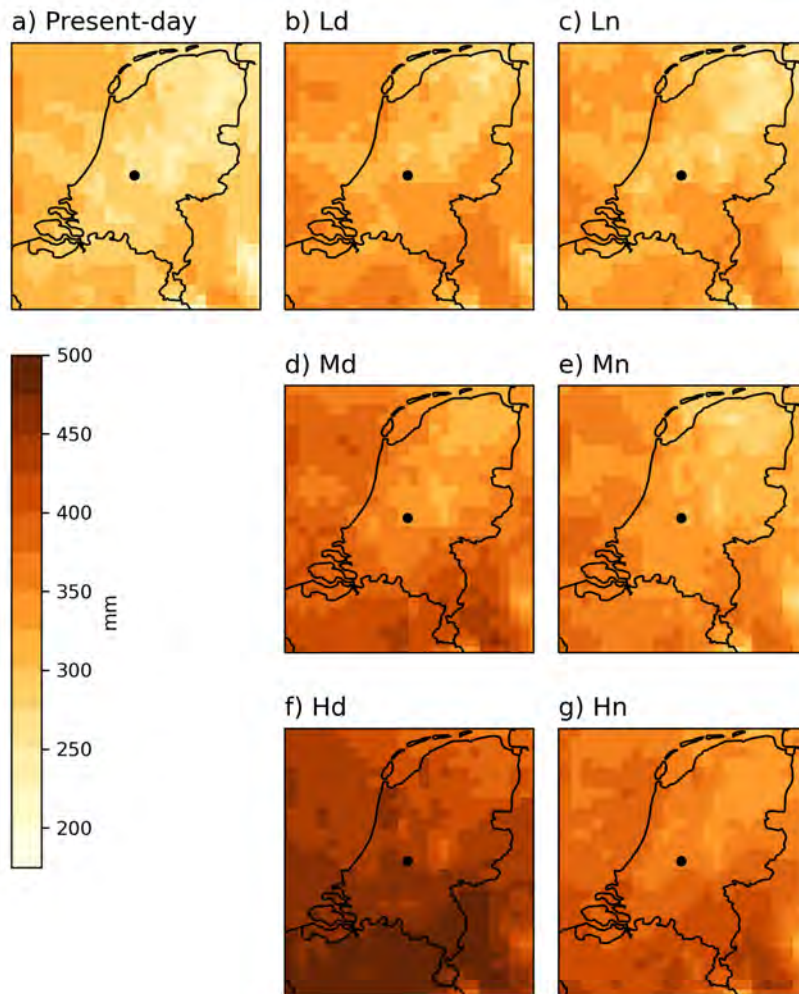 a) Present-day
b) Ld
c) Ln
d) Md
e) Mn
500
450
400
350
300
250
200
mm
f) Hd
g) Hn